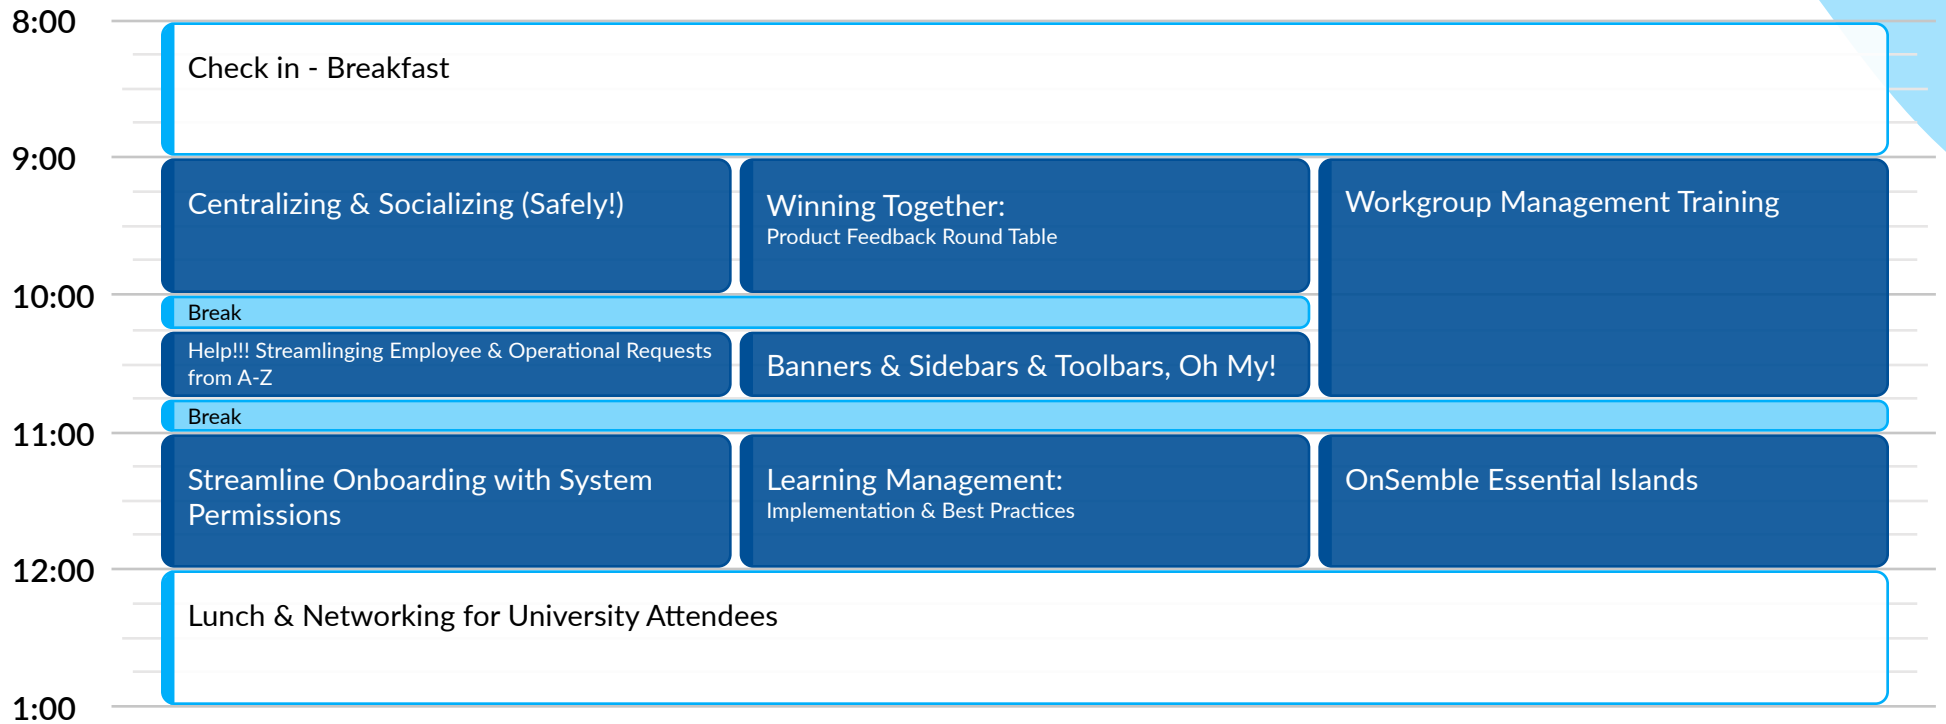 8:00
Check in - Breakfast
9:00
Centralizing & Socializing (Safely!)
Winning Together:
Product Feedback Round Table
Workgroup Management Training
10:00
Break
Help!!! Streamlinging Employee & Operational Requests
from A-Z
Banners & Sidebars & Toolbars, Oh My!
Break
11:00
Streamline Onboarding with System
Permissions
Learning Management:
Implementation & Best Practices
OnSemble Essential Islands
12:00
Lunch & Networking for University Attendees
1:00